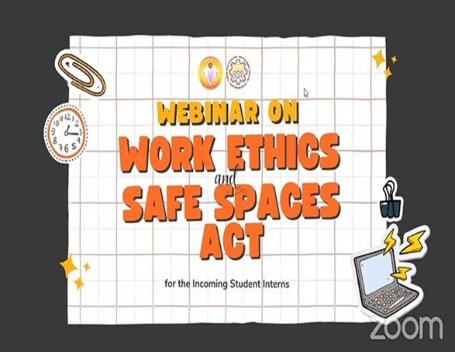 WEBINAR ON
WORK ETHICS
and
SAFE SPACES
ACT
for the Incoming Student Interns
zoom